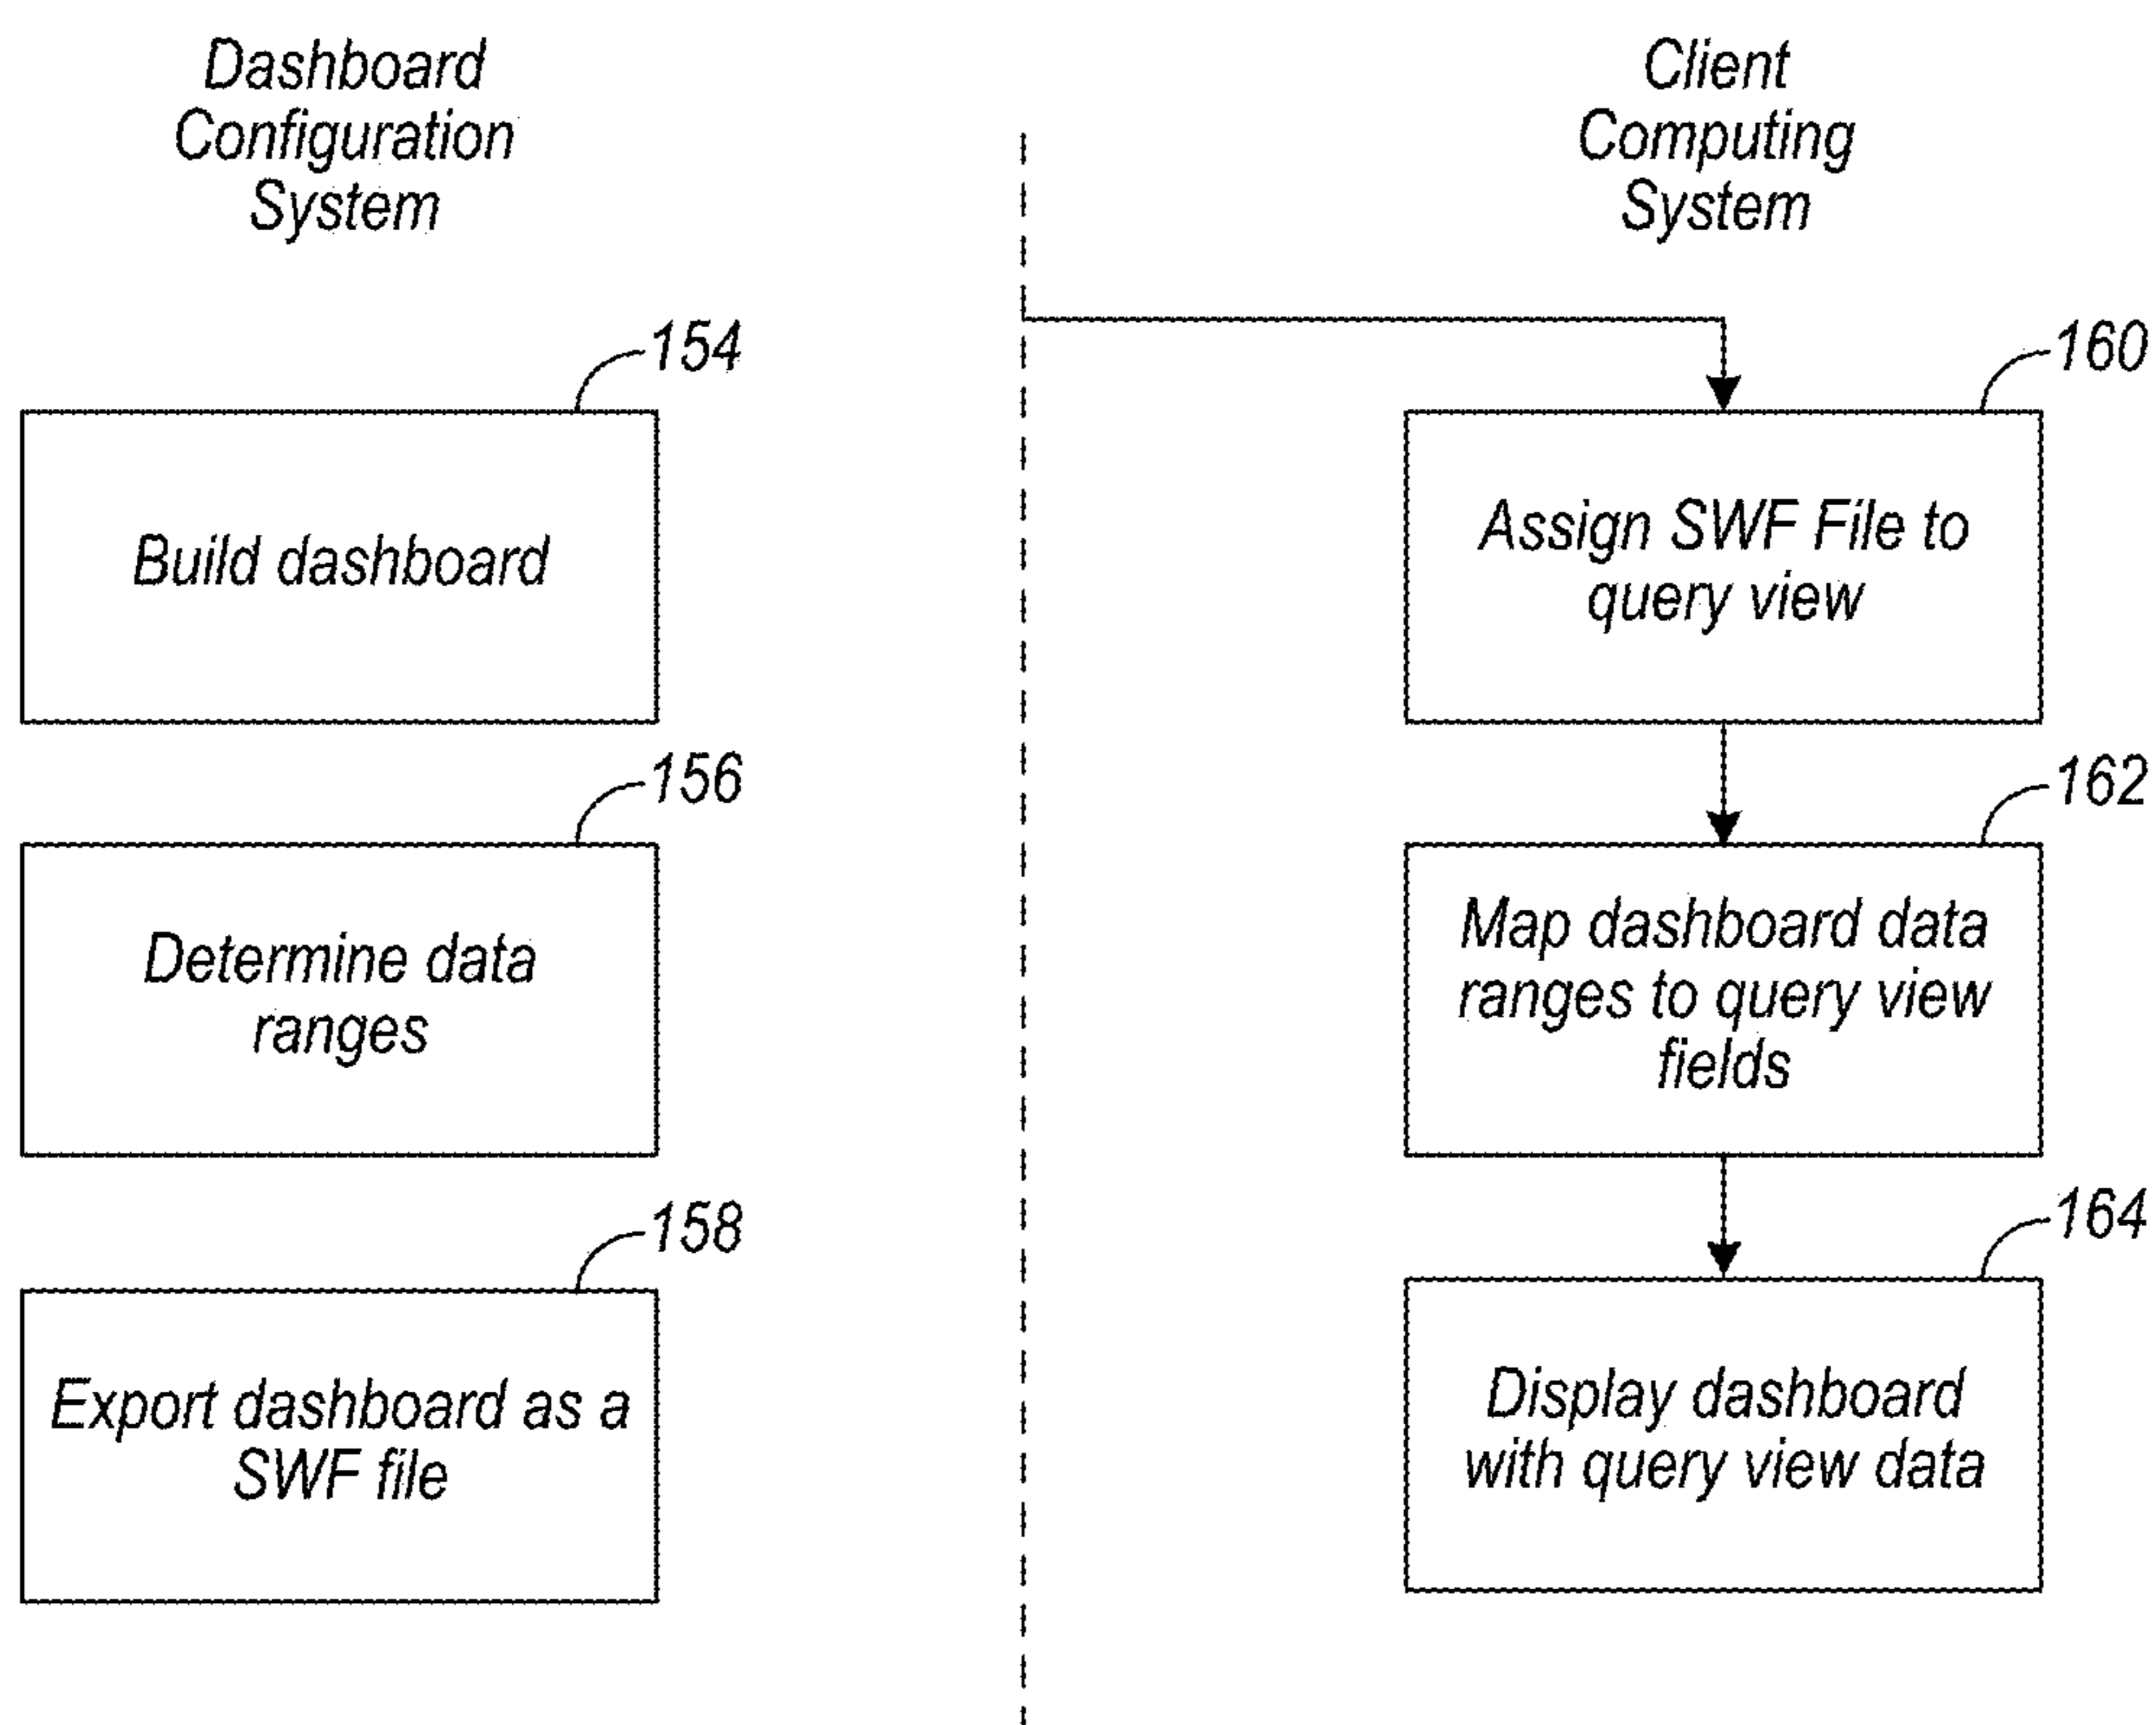 Dashboard
Configuration
System
154
Build dashboard
156
Determine data
ranges
158
Export dashboard as a
SWF file
Client
Computing
System
160
Assign SWF File to
query view
162
Map dashboard data
ranges to query view
fields
164
Display dashboard
with query view data